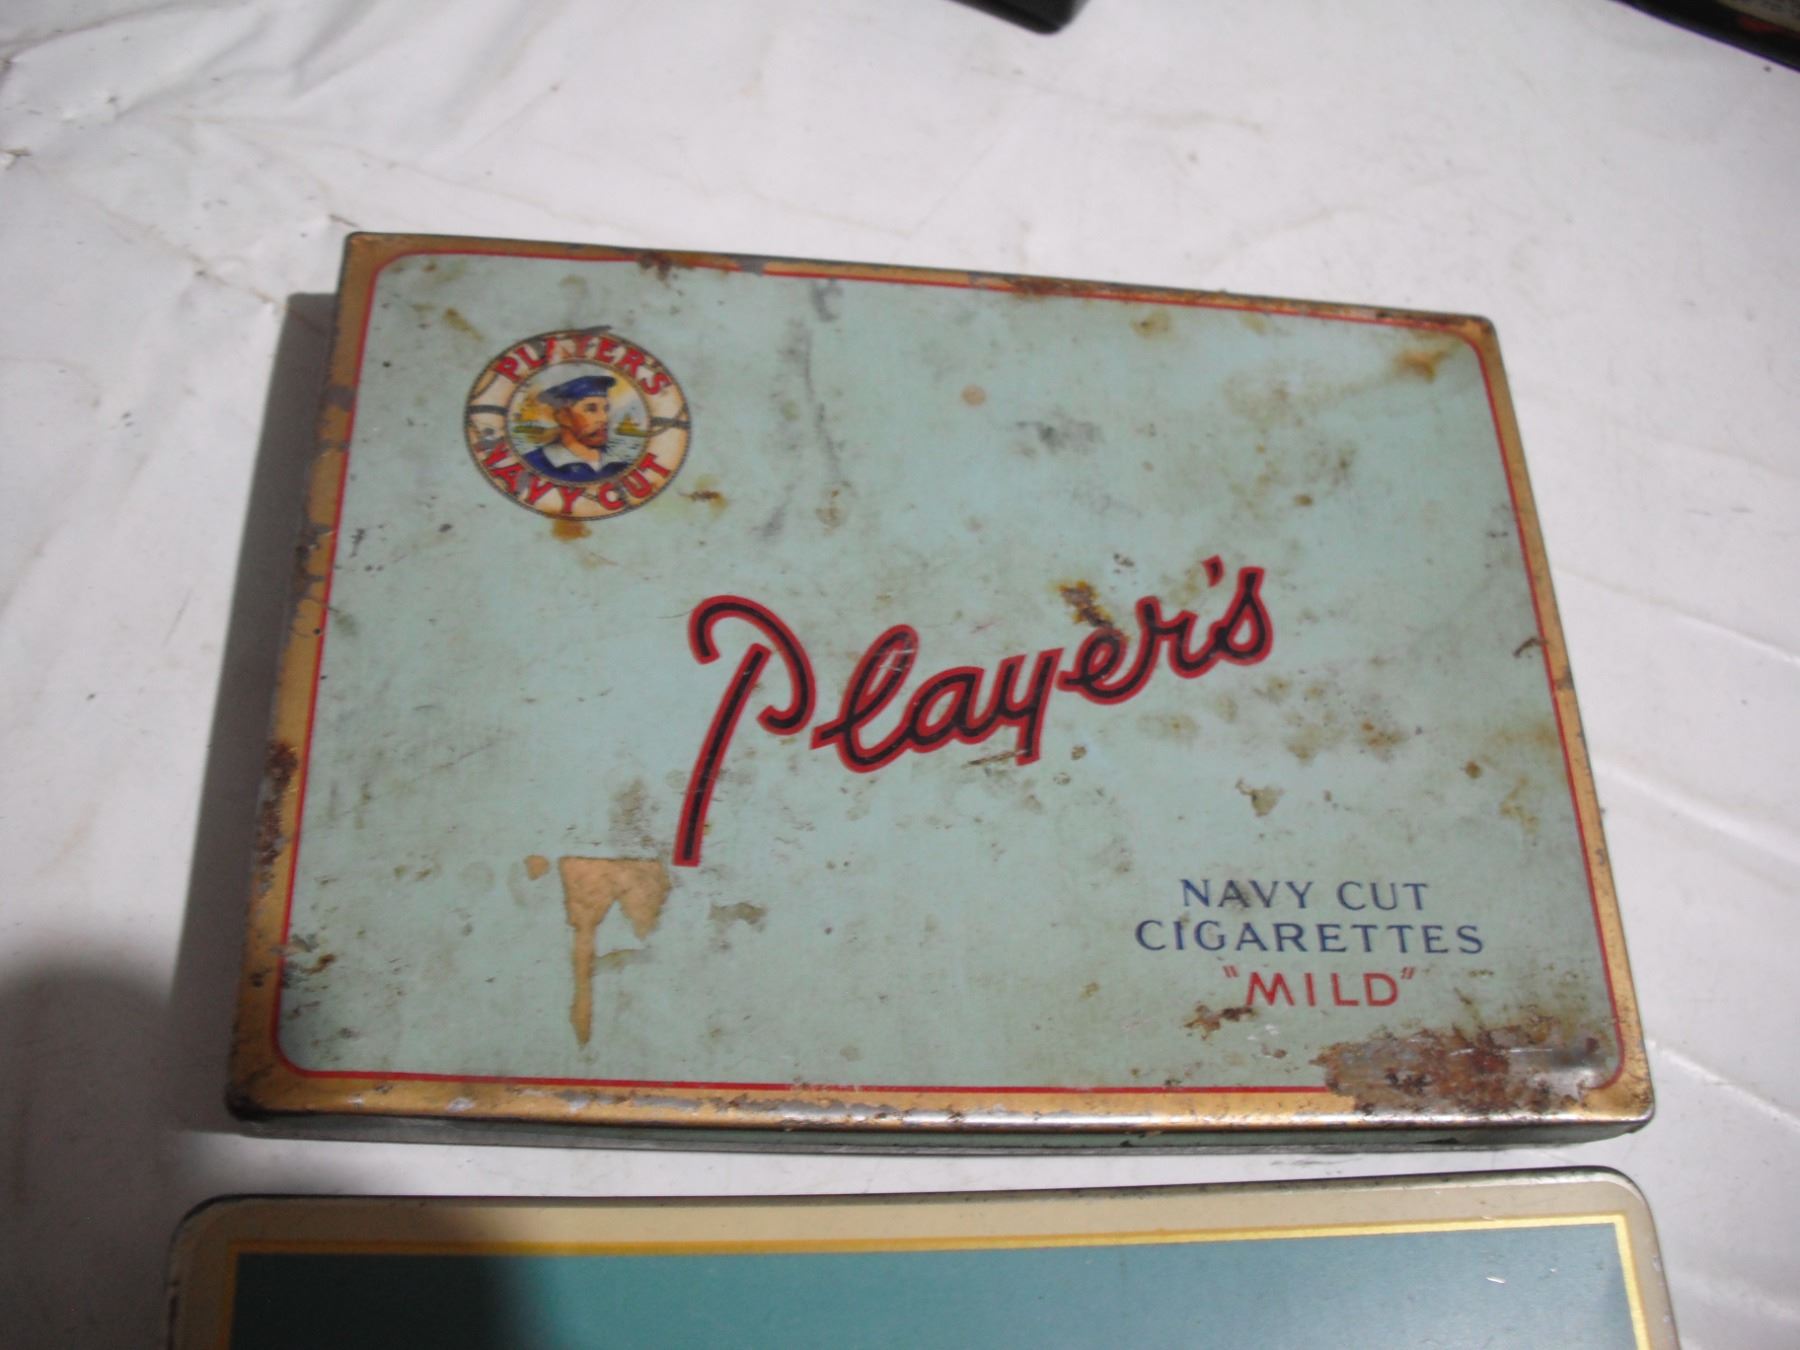 PLAYER'S
NAVY CUT
Player's
NAVY CUT
CIGARETTES
"MILD"